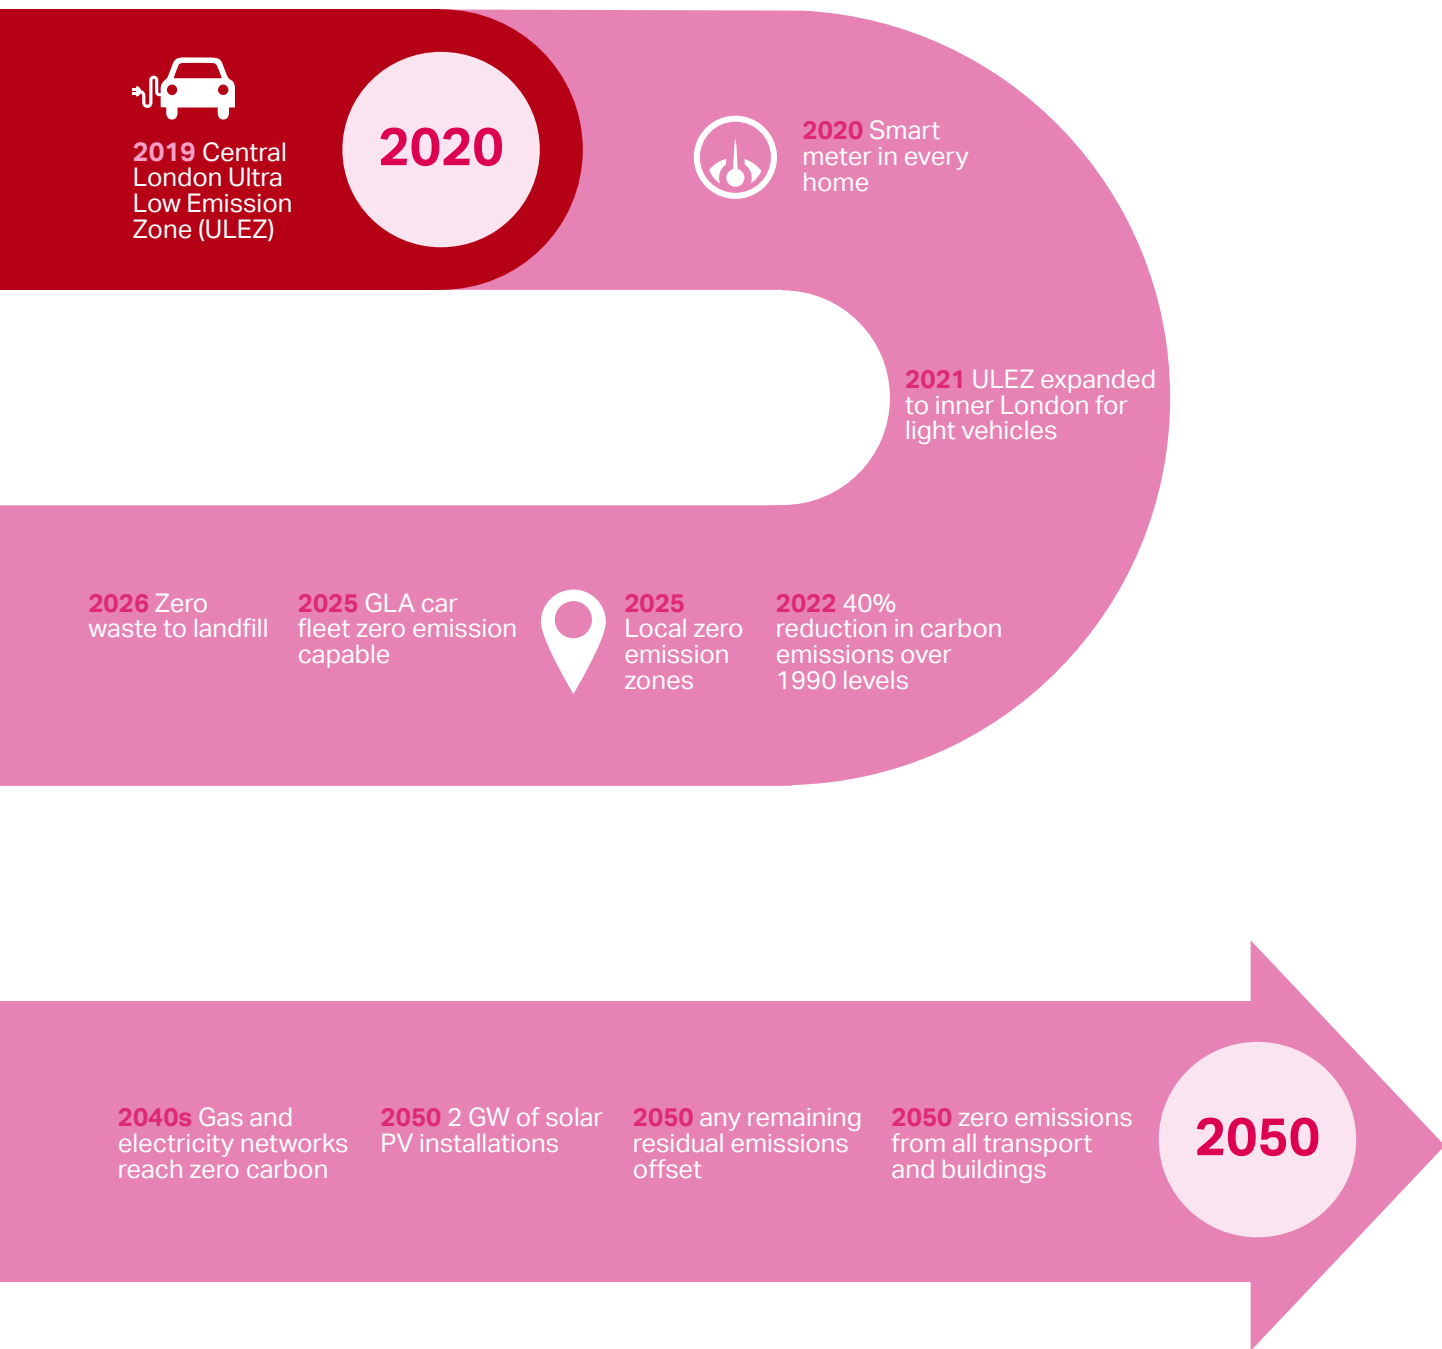 2019 Central
London Ultra
Low Emission
Zone (ULEZ)
2020
2020 Smart
meter in every
home
2021 ULEZ expanded
to inner London for
light vehicles
2026 Zero
waste to landfill
2025 GLA car
fleet zero emission
capable
2025
Local zero
emission
zones
2022 40%
reduction in carbon
emissions over
1990 levels
2040s Gas and
electricity networks
reach zero carbon
2050 2 GW of solar
PV installations
2050 any remaining
residual emissions
offset
2050 zero emissions
from all transport
and buildings
2050